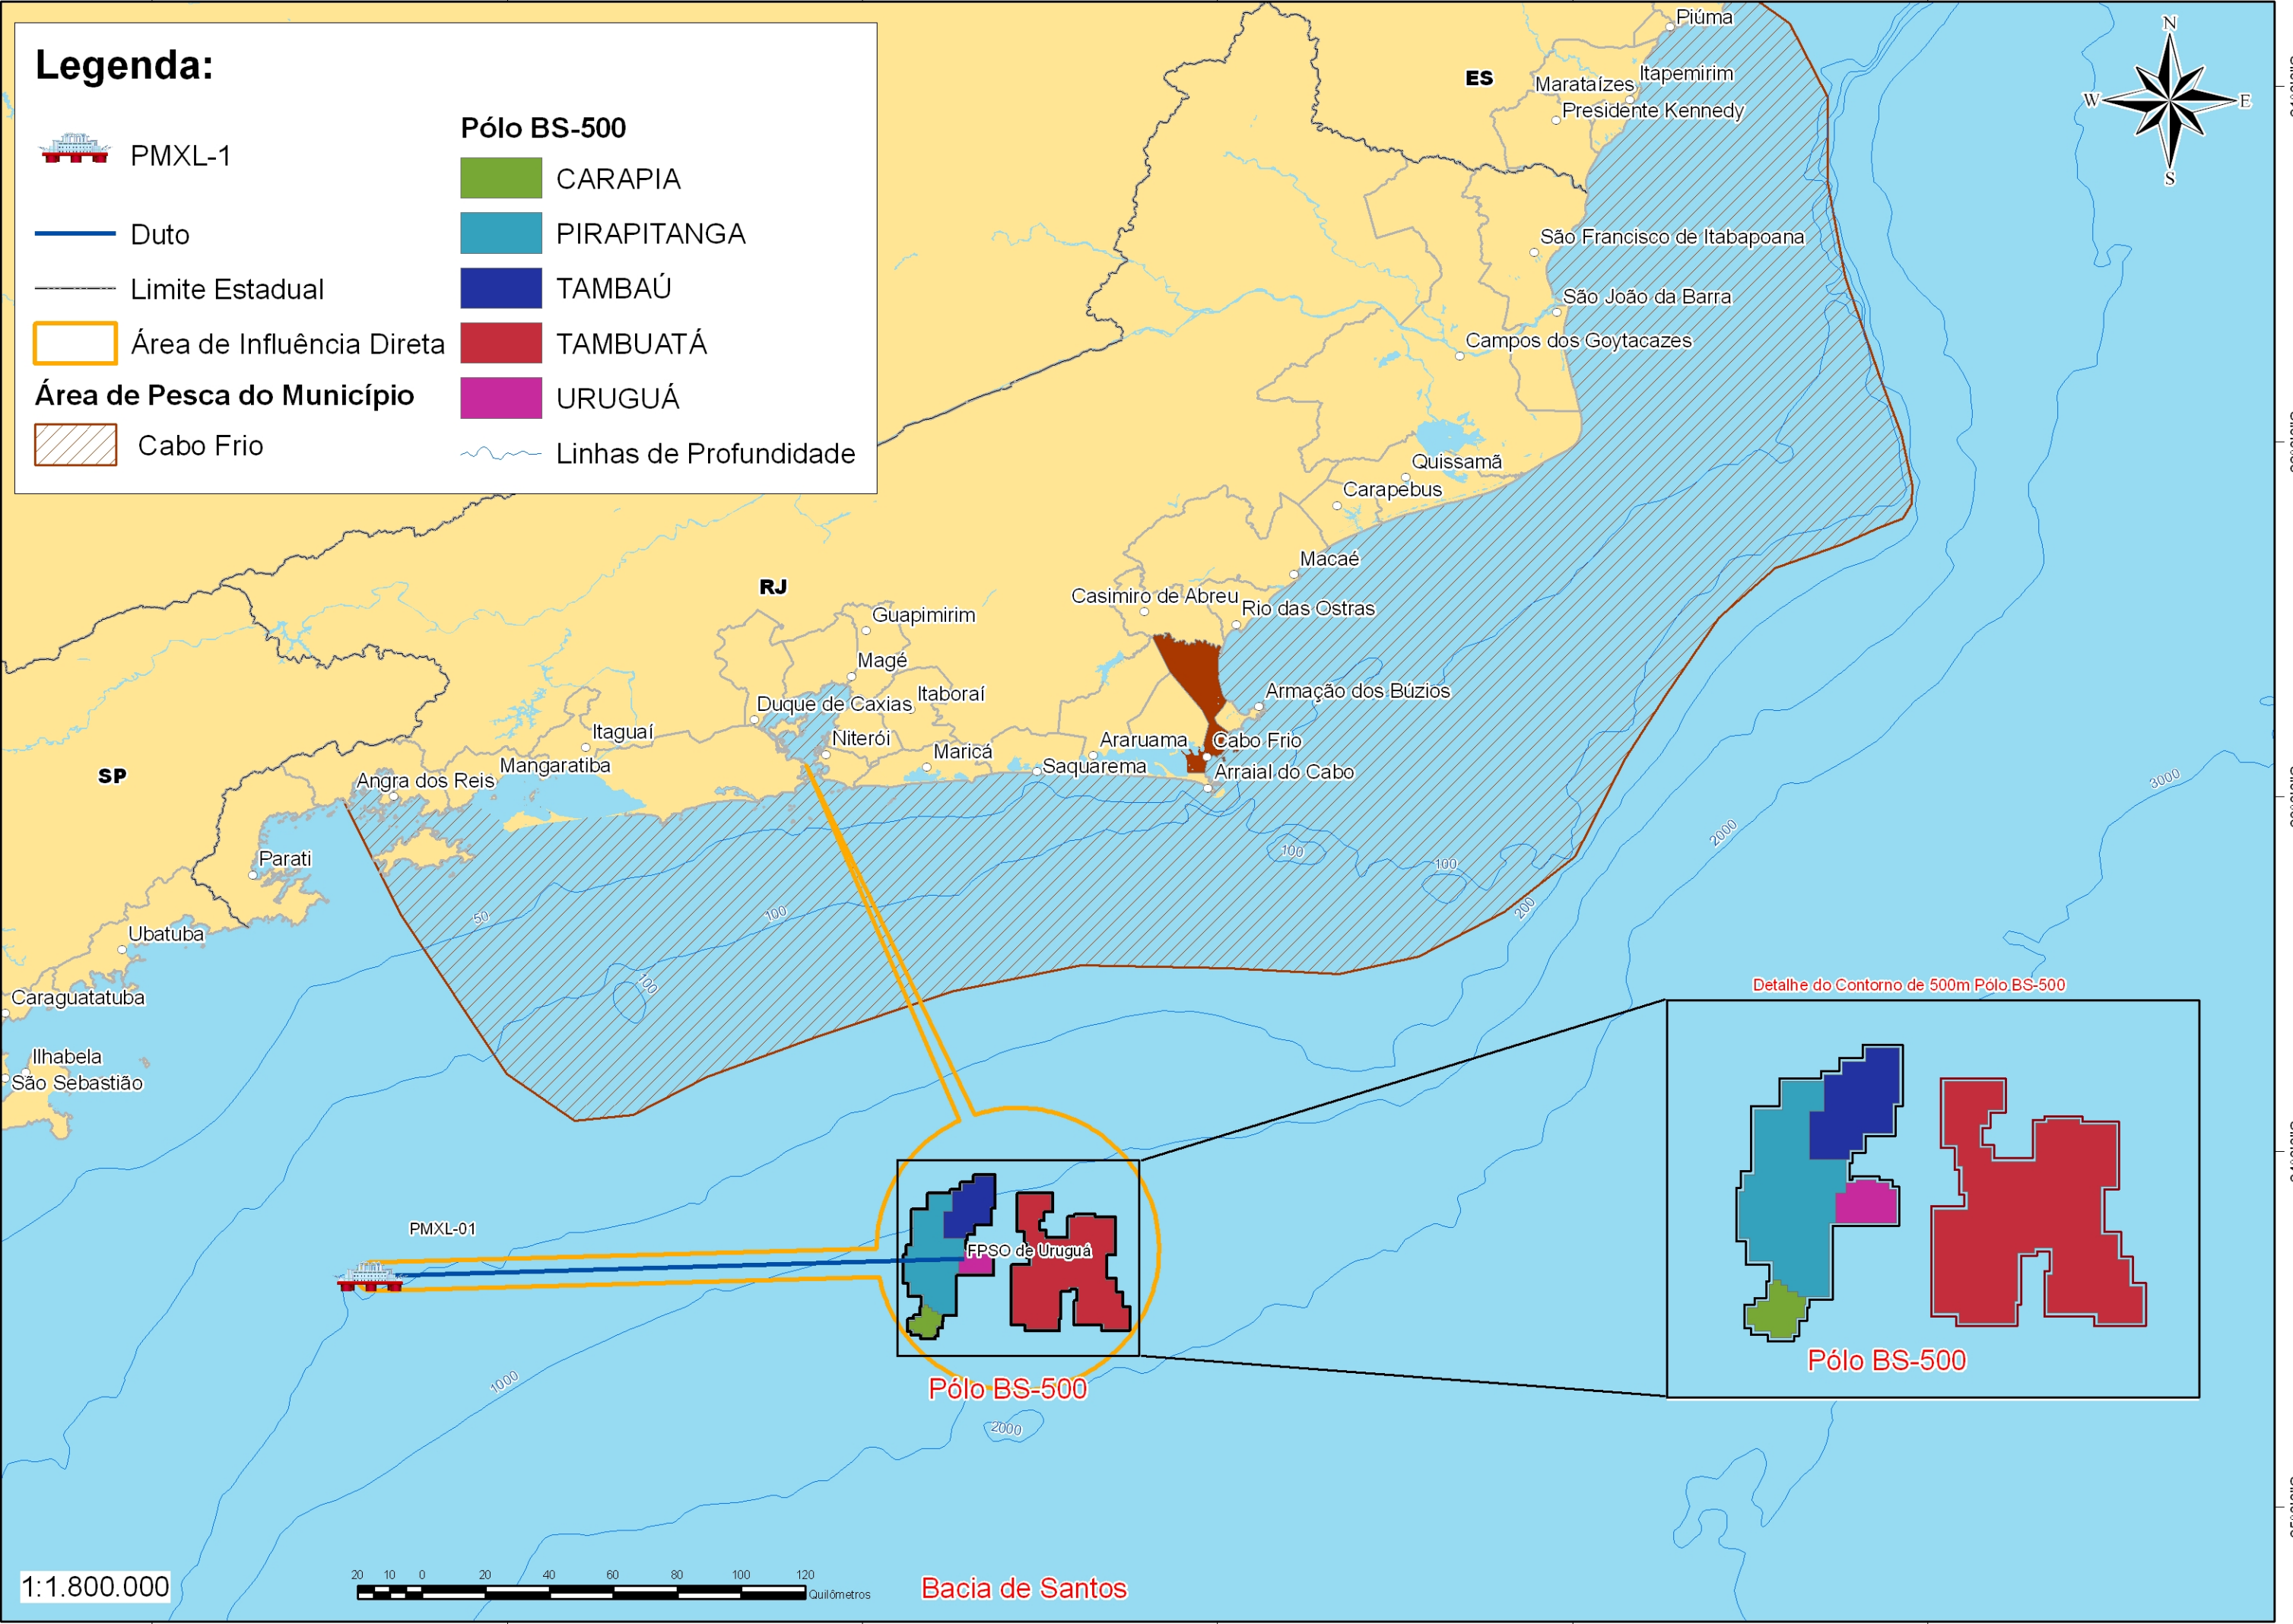 Legenda:
PMXL-1
Duto
Limite Estadual
Área de Influência Direta
Área de Pesca do Município
Cabo Frio
Pólo BS-500
CARAPIA
PIRAPITANGA
TAMBAÚ
TAMBUATÁ
URUGUÁ
Linhas de Profundidade
N
W
E
S
ES
Piúma
Itapemirim
Marataízes
Presidente Kennedy
São Francisco de Itabapoana
São João da Barra
Campos dos Goytacazes
Quissamã
Carapebus
Macaé
RJ
Casimiro de Abreu
Rio das Ostras
Guapimirim
Magé
Itaboraí
Duque de Caxias
Armação dos Búzios
Itaguaí
Niterói
Maricá
Araruama
Cabo Frio
Mangaratiba
Saquarema
Arraial do Cabo
SP
Angra dos Reis
Parati
Ubatuba
Caraguatatuba
Ilhabela
São Sebastião
3000
2000
100
100
200
50
100
100
Detalhe do Contorno de 500m Pólo BS-500
PMXL-01
FPSO de Uruguá
Pólo BS-500
Pólo BS-500
1000
2000
1:1.800.000
20 10 0 20 40 60 80 100 120
Quilômetros
Bacia de Santos